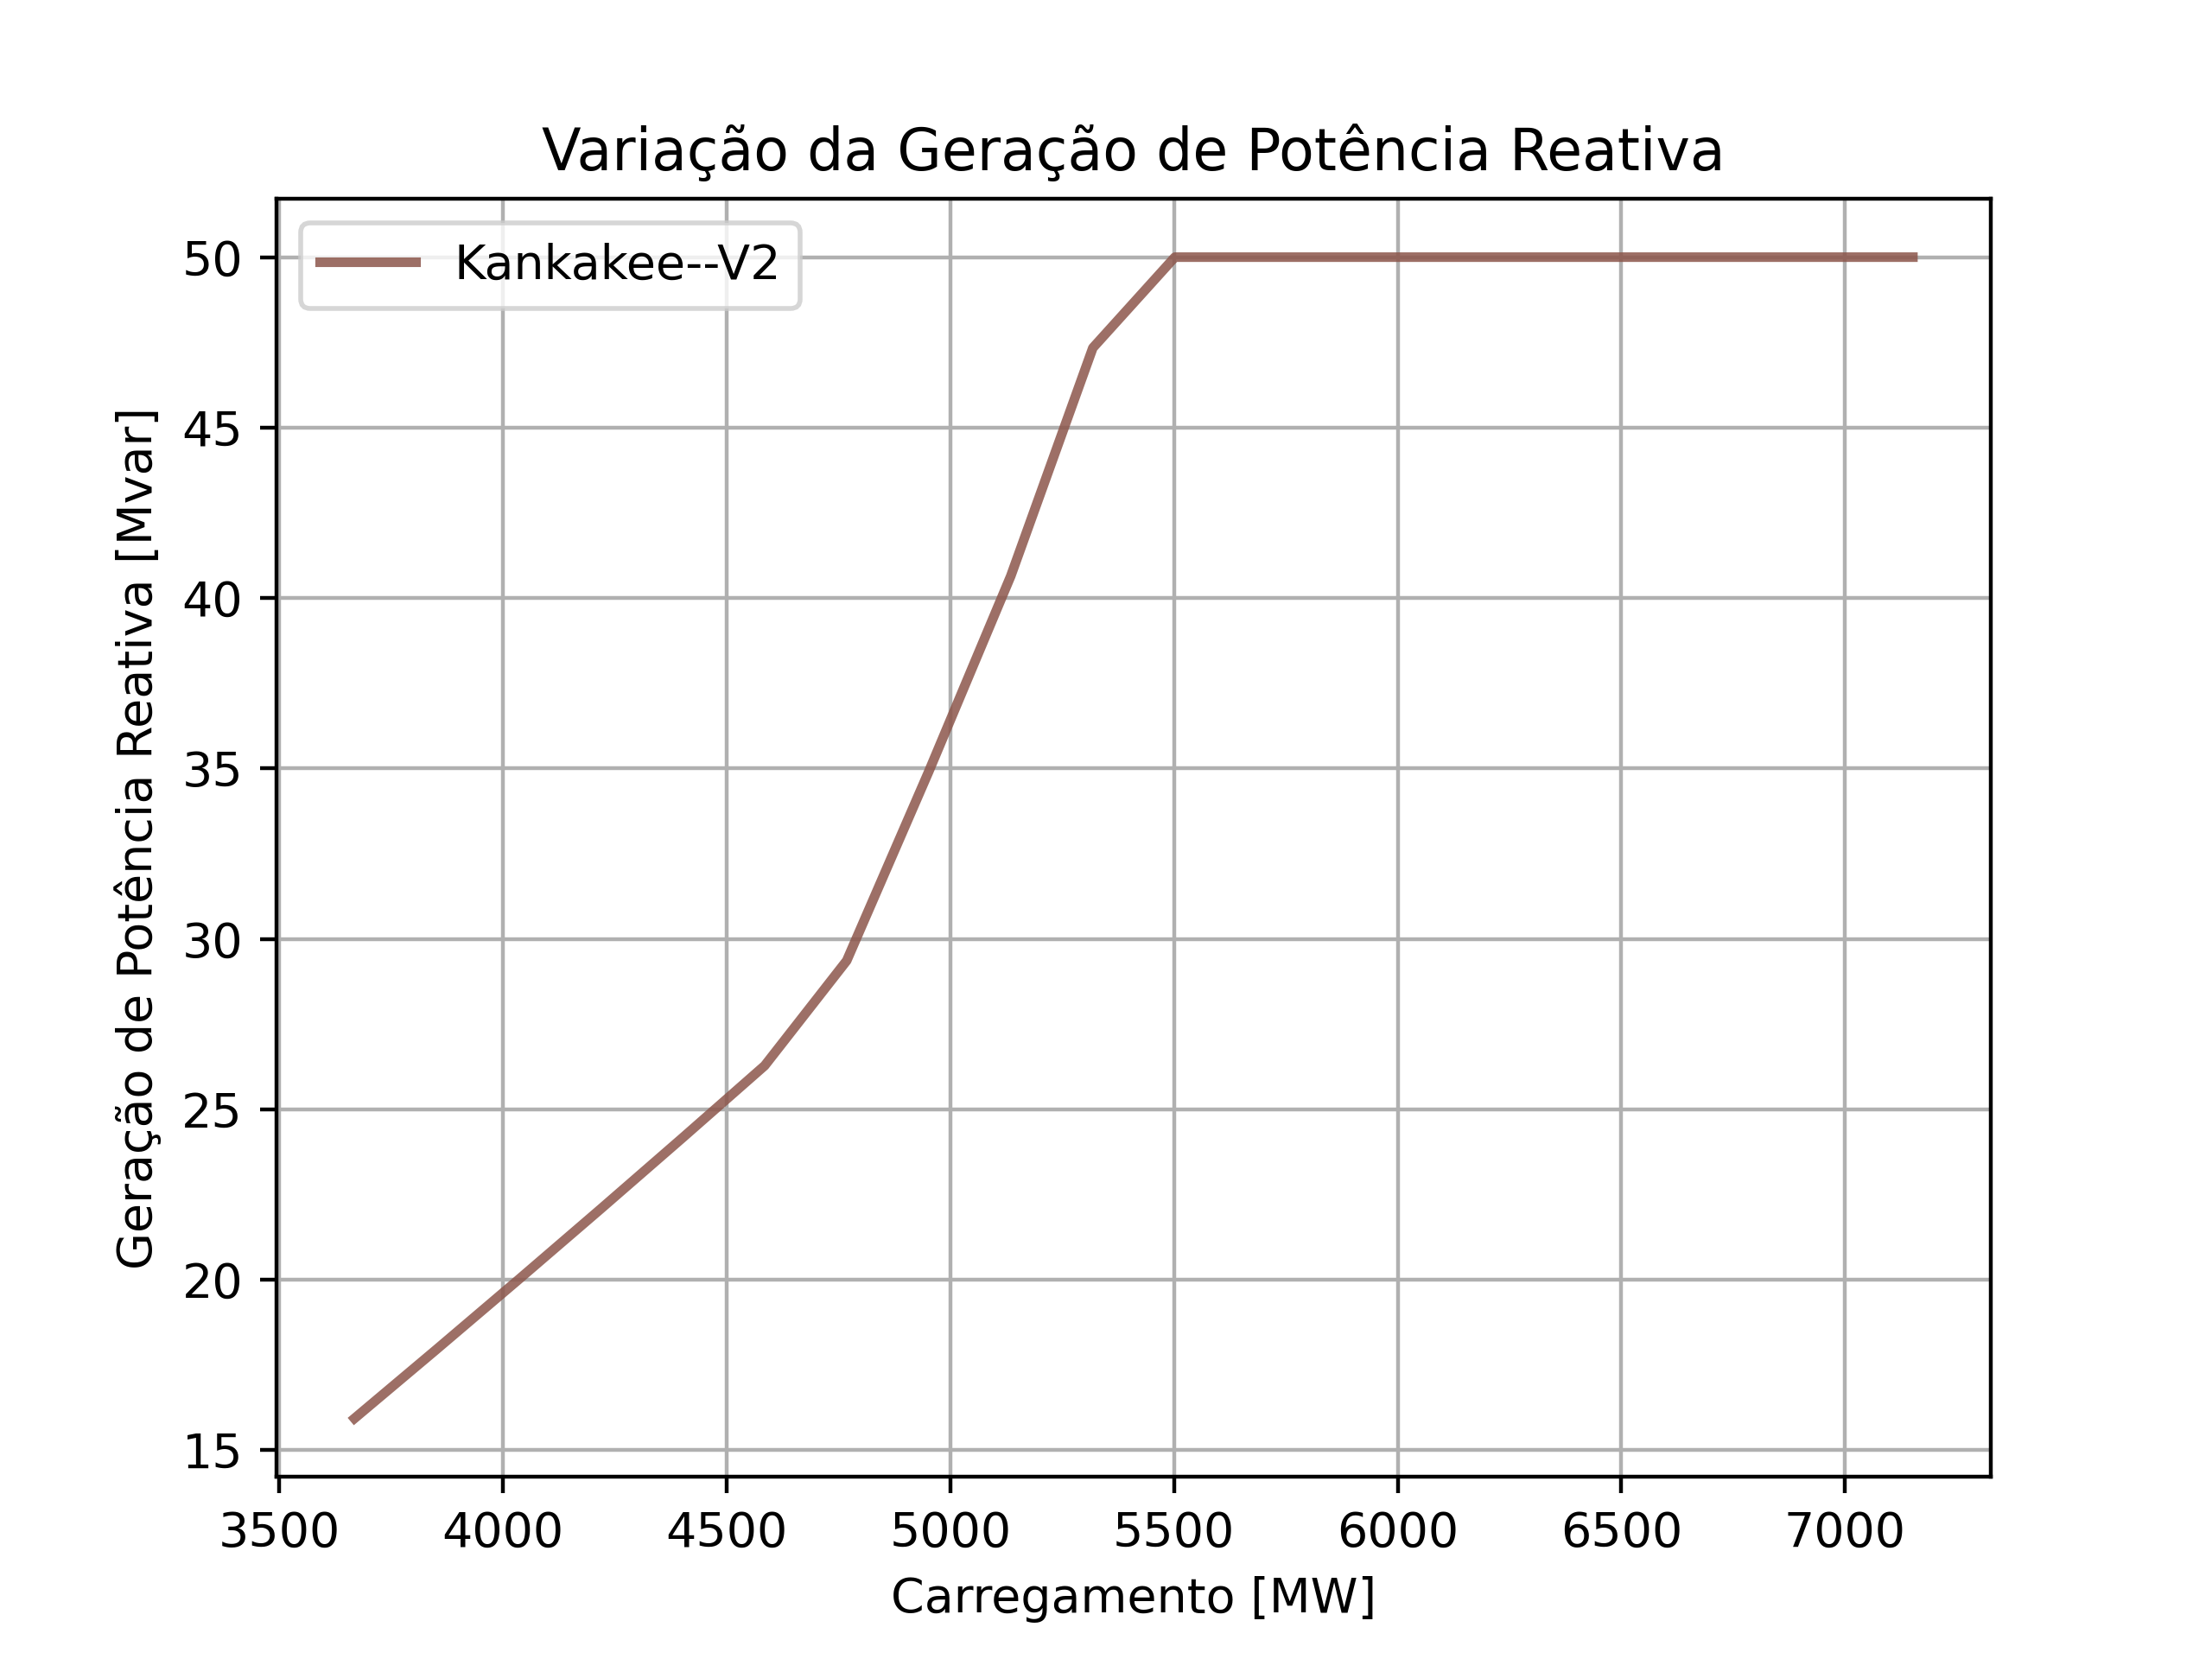 Variação da Geração de Potência Reativa
Kankakee--V2
Geração de Potência Reativa [Mvar]
50
45
40
35
30
25
20
15
3500 4000 4500 5000 5500 6000 6500 7000
Carregamento [MW]